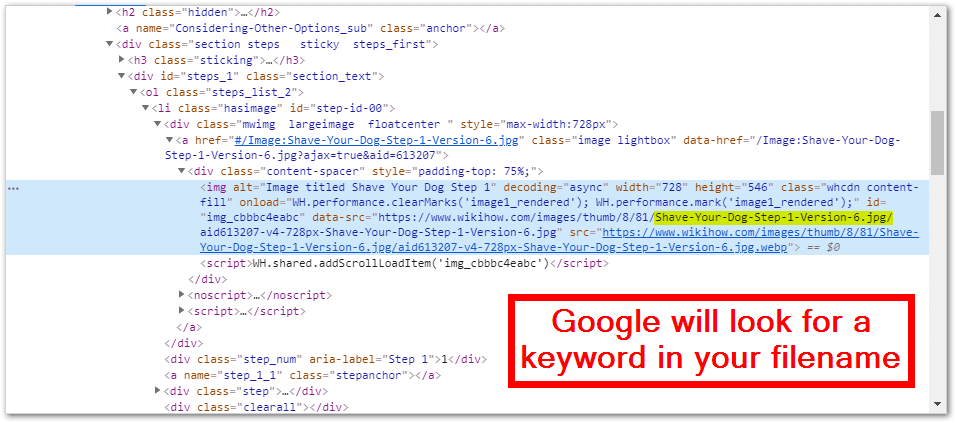 <h2 class="hidden">…</h2>
<a name="Considering-Other-Options_sub" class="anchor"></a>
<div class="section steps   sticky  steps_first">
<h3 class="sticking">…</h3>
<div id="steps_1" class="section_text">
<ol class="steps_list_2">
<li class="hasimage" id="step-id-00">
<div class="mwimg  largeimage  floatcenter " style="max-width:728px">
<a href="#/Image:Shave-Your-Dog-Step-1-Version-6.jpg" class="image lightbox" data-href="/Image:Shave-Your-Dog-
Step-1-Version-6.jpg?ajax=true&aid=613207">
<div class="content-spacer" style="padding-top: 75%;">
… <img alt="Image titled Shave Your Dog Step 1" decoding="async" width="728" height="546" class="whcdn content-
fill" onload="WH.performance.clearMarks('image1_rendered'); WH.performance.mark('image1_rendered');" id=
"img_cbbbc4eabc" data-src="https://www.wikihow.com/images/thumb/8/81/Shave-Your-Dog-Step-1-Version-6.jpg/
aid613207-v4-728px-Shave-Your-Dog-Step-1-Version-6.jpg" src="https://www.wikihow.com/images/thumb/8/81/Shave-
Your-Dog-Step-1-Version-6.jpg/aid613207-v4-728px-Shave-Your-Dog-Step-1-Version-6.jpg.webp"> == $0
<script>WH.shared.addScrollLoadItem('img_cbbbc4eabc')</script>
</div>
<noscript>…</noscript>
<script>…</script>
</a>
</div>
<div class="step_num" aria-label="Step 1">1</div>
<a name="step_1_1" class="stepanchor"></a>
<div class="step">…</div>
<div class="clearall"></div>
Google will look for a
keyword in your filename